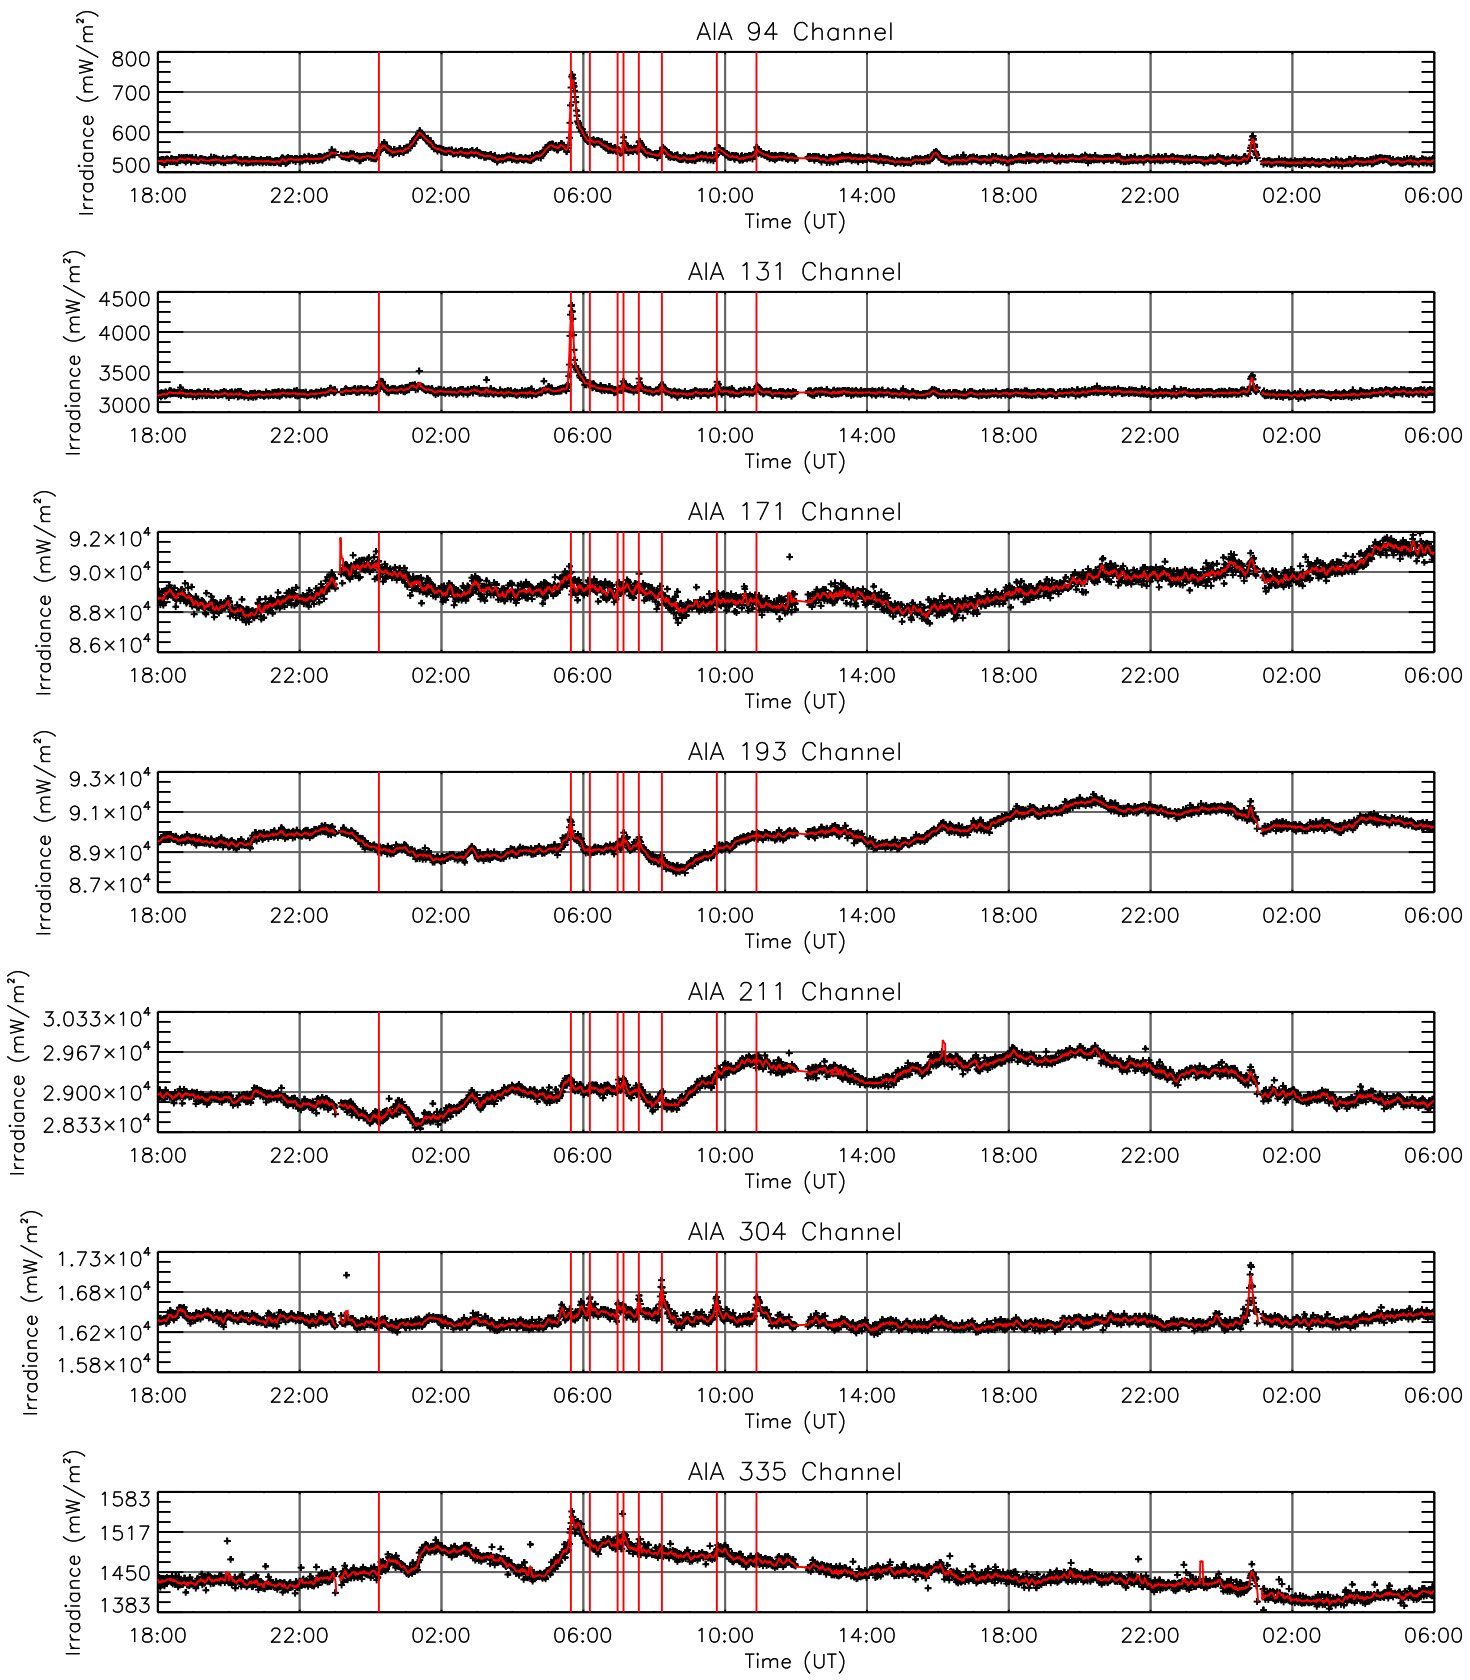 AIA 94 Channel
Irradiance (mW/m²)
800
700
600
500
18:00 22:00 02:00 06:00 10:00 14:00 18:00 22:00 02:00 06:00
Time (UT)
AIA 131 Channel
Irradiance (mW/m²)
4500
4000
3500
3000
18:00 22:00 02:00 06:00 10:00 14:00 18:00 22:00 02:00 06:00
Time (UT)
AIA 171 Channel
Irradiance (mW/m²)
9.2×10⁴
9.0×10⁴
8.8×10⁴
8.6×10⁴
18:00 22:00 02:00 06:00 10:00 14:00 18:00 22:00 02:00 06:00
Time (UT)
AIA 193 Channel
Irradiance (mW/m²)
9.3×10⁴
9.1×10⁴
8.9×10⁴
8.7×10⁴
18:00 22:00 02:00 06:00 10:00 14:00 18:00 22:00 02:00 06:00
Time (UT)
AIA 211 Channel
Irradiance (mW/m²)
3.033×10⁴
2.967×10⁴
2.900×10⁴
2.833×10⁴
18:00 22:00 02:00 06:00 10:00 14:00 18:00 22:00 02:00 06:00
Time (UT)
AIA 304 Channel
Irradiance (mW/m²)
1.73×10⁴
1.68×10⁴
1.62×10⁴
1.58×10⁴
18:00 22:00 02:00 06:00 10:00 14:00 18:00 22:00 02:00 06:00
Time (UT)
AIA 335 Channel
Irradiance (mW/m²)
1583
1517
1450
1383
18:00 22:00 02:00 06:00 10:00 14:00 18:00 22:00 02:00 06:00
Time (UT)